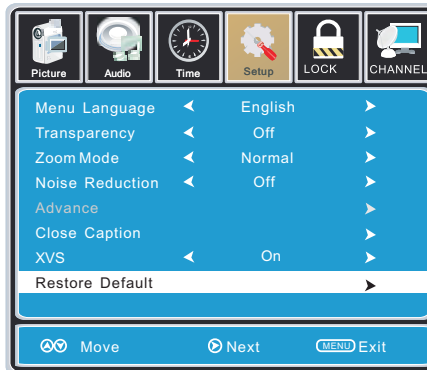 Picture Audio Time Setup LOCK CHANNEL
Menu Language English
Transparency Off
Zoom Mode Normal
Noise Reduction Off
Advance
Close Caption
XVS On
Restore Default
Move Next MENU Exit